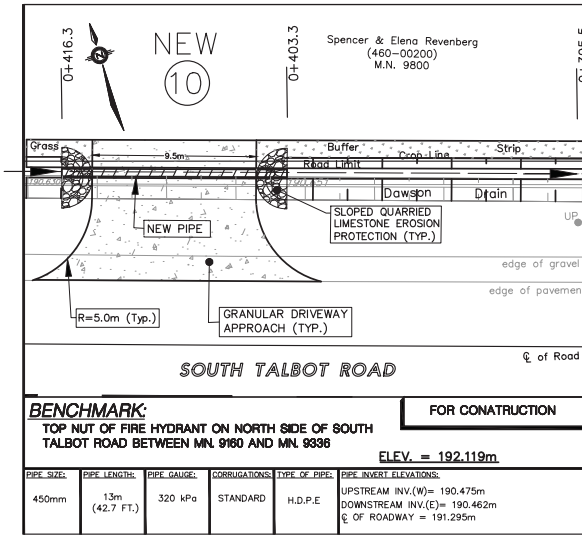 0+416.3
NEW
10
N
0+403.3
Spencer & Elena Revenberg
(460-00200)
M.N. 9800
Grass
9.5m
Buffer
Crop Line
Strip
Road Limit
Dawson
Drain
NEW PIPE
SLOPED QUARRIED
LIMESTONE EROSION
PROTECTION (TYP.)
UP
edge of gravel
edge of pavemen
R=5.0m (Typ.)
GRANULAR DRIVEWAY
APPROACH (TYP.)
SOUTH TALBOT ROAD
℄ of Road
BENCHMARK:
TOP NUT OF FIRE HYDRANT ON NORTH SIDE OF SOUTH
TALBOT ROAD BETWEEN MN. 9160 AND MN. 9336
FOR CONSTRUCTION
ELEV. = 192.119m
PIPE SIZE: PIPE LENGTH: PIPE GAUGE: CORRUGATIONS: TYPE OF PIPE: PIPE INVERT ELEVATIONS:
450mm 13m (42.7 FT.) 320 kPa STANDARD H.D.P.E
UPSTREAM INV.(W)= 190.475m
DOWNSTREAM INV.(E)= 190.462m
℄ OF ROADWAY = 191.295m